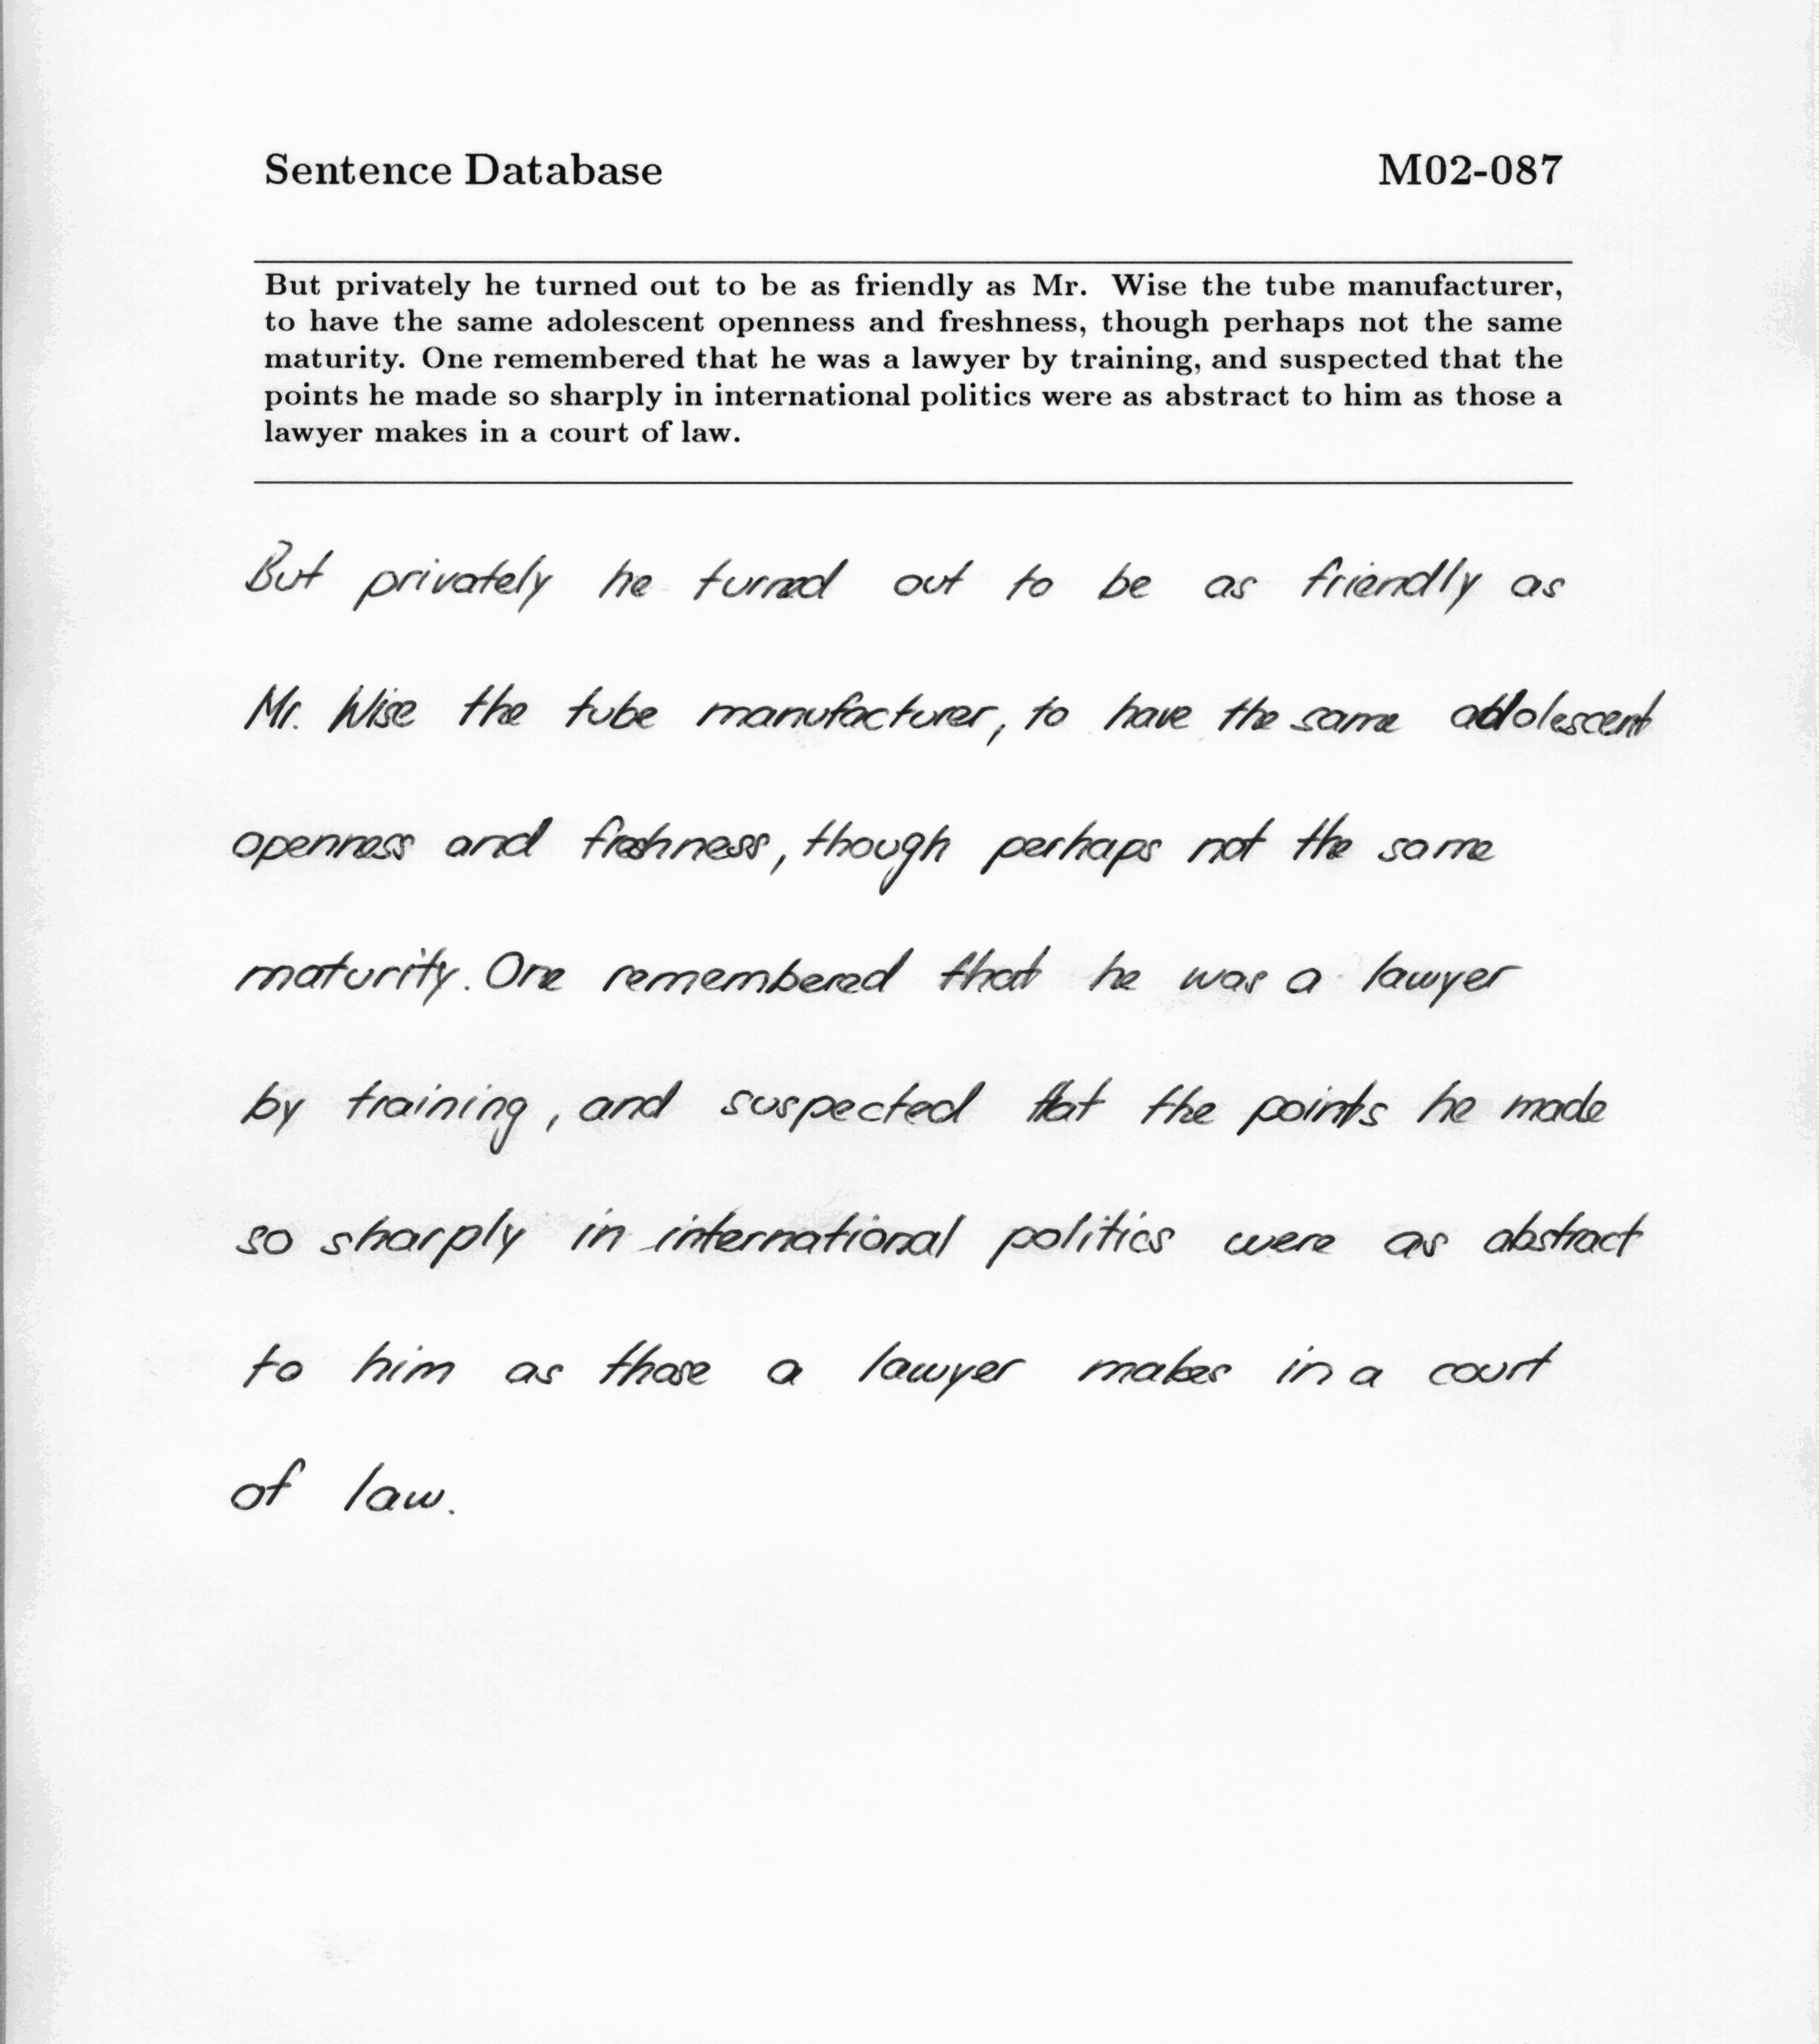 Sentence Database M02-087
But privately he turned out to be as friendly as Mr. Wise the tube manufacturer,
to have the same adolescent openness and freshness, though perhaps not the same
maturity. One remembered that he was a lawyer by training, and suspected that the
points he made so sharply in international politics were as abstract to him as those a
lawyer makes in a court of law.
But privately he turned out to be as friendly as
Mr. Wise the tube manufacturer, to have the same adolescent
openness and freshness, though perhaps not the same
maturity. One remembered that he was a lawyer
by training, and suspected that the points he made
so sharply in international politics were as abstract
to him as those a lawyer makes in a court
of law.